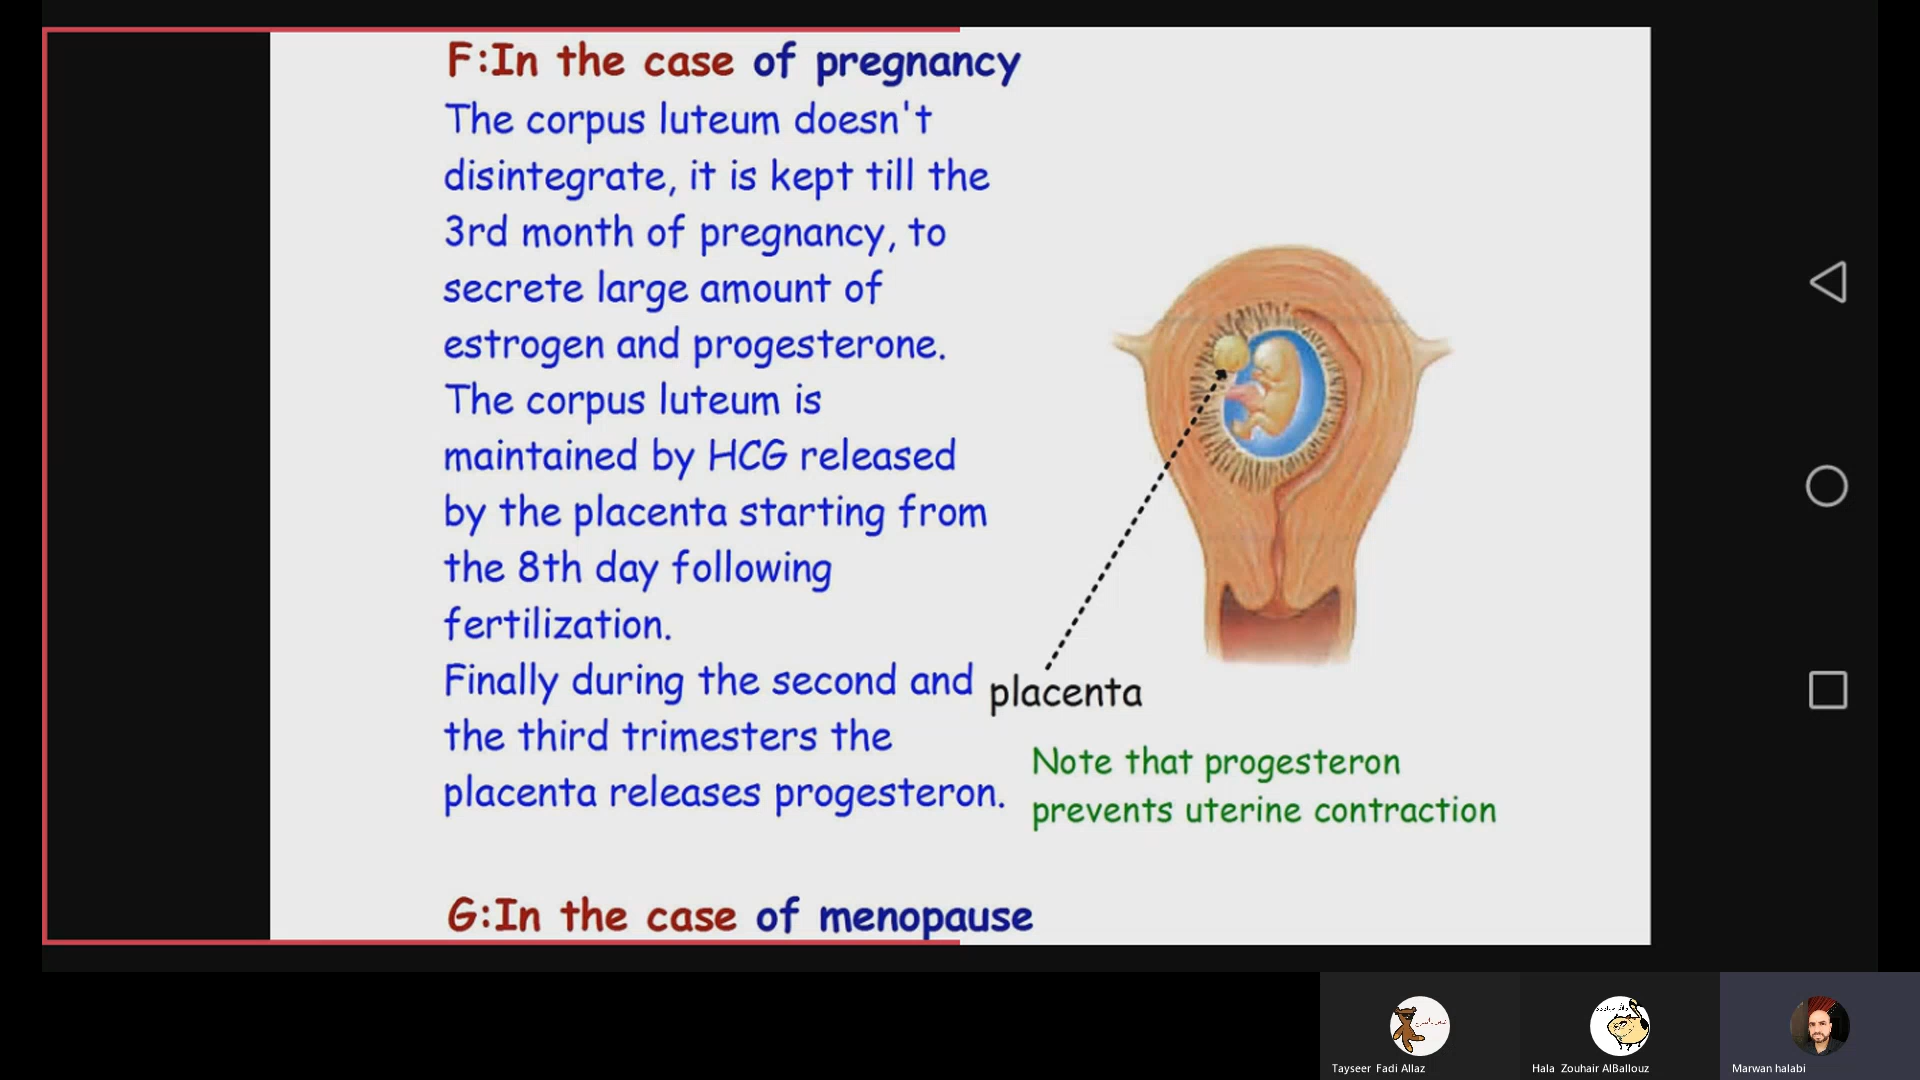 F:In the case of pregnancy
The corpus luteum doesn't
disintegrate, it is kept till the
3rd month of pregnancy, to
secrete large amount of
estrogen and progesterone.
The corpus luteum is
maintained by HCG released
by the placenta starting from
the 8th day following
fertilization.
Finally during the second and
the third trimesters the
placenta releases progesteron.
placenta
Note that progesteron
prevents uterine contraction
G:In the case of menopause
Tayseer Fadi Allaz
Hala Zouhair AlBallouz
Marwan halabi